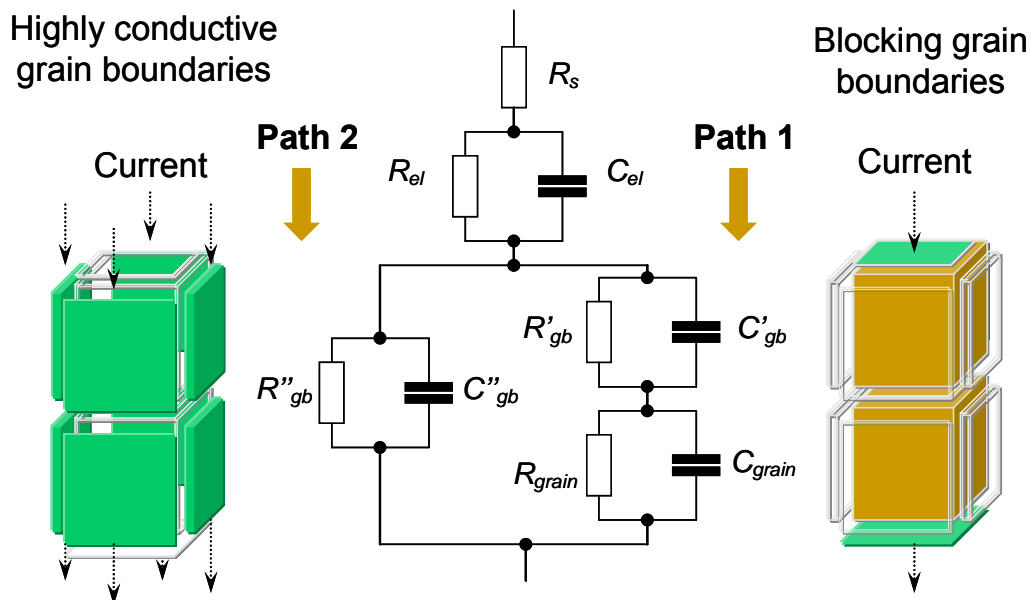 Highly conductive
grain boundaries
Blocking grain
boundaries
Rs
Path 2
Path 1
Current
Rel
Cel
Current
R'gb
C'gb
R''gb
C''gb
Rgrain
Cgrain